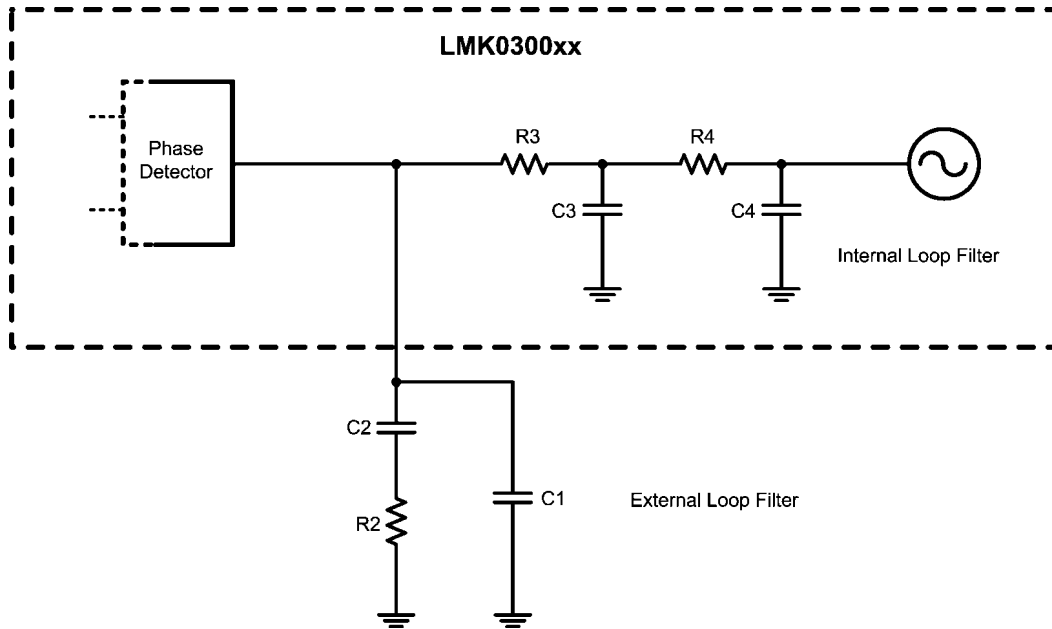 LMK0300xx
Phase
Detector
R3
R4
C3
C4
Internal Loop Filter
C2
C1
R2
External Loop Filter